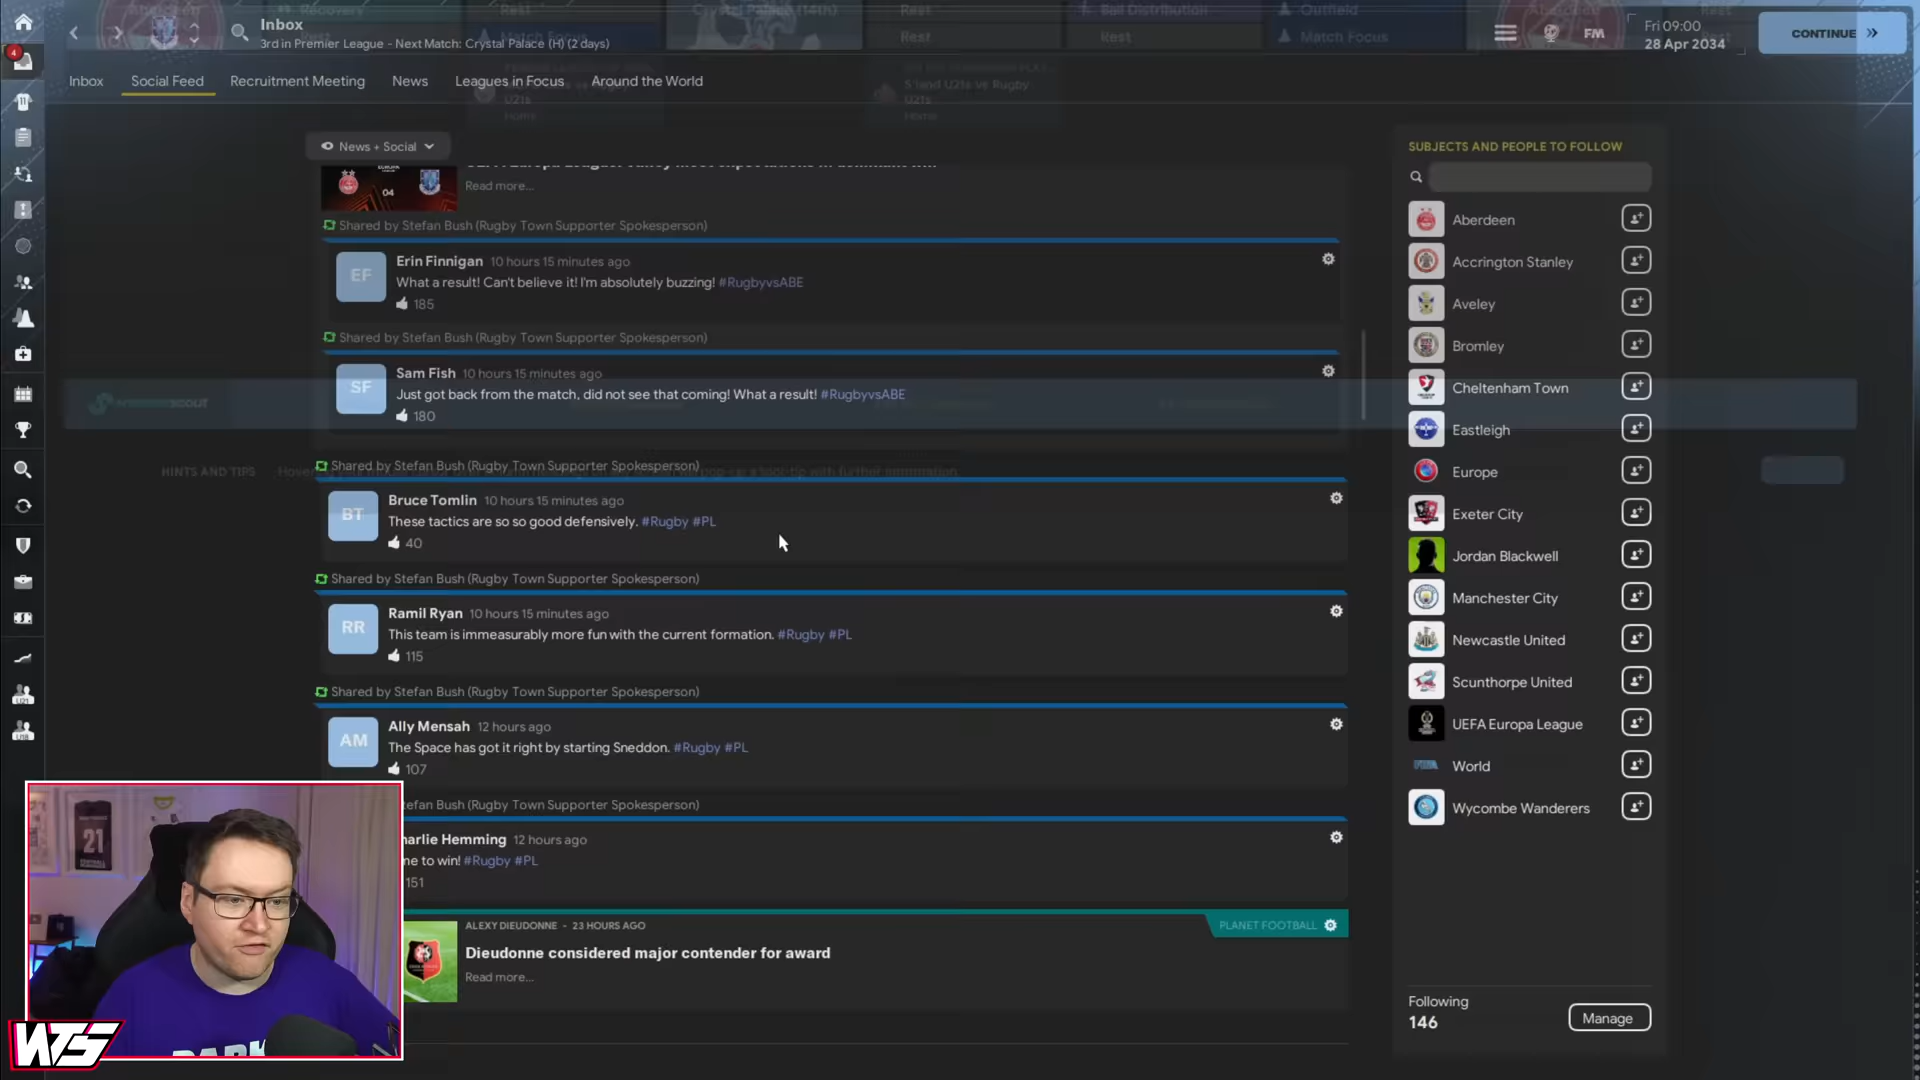 Inbox
3rd in Premier League - Next Match: Crystal Palace (H) (2 days)
FM
Fri 09:00
28 Apr 2034
CONTINUE
4
Inbox
Social Feed
Recruitment Meeting
News
Leagues in Focus
Around the World
News + Social
Read more...
04
Shared by Stefan Bush (Rugby Town Supporter Spokesperson)
EF
Erin Finnigan 10 hours 15 minutes ago
What a result! Can't believe it! I'm absolutely buzzing! #RugbyvsABE
185
Shared by Stefan Bush (Rugby Town Supporter Spokesperson)
SF
Sam Fish 10 hours 15 minutes ago
Just got back from the match, did not see that coming! What a result! #RugbyvsABE
180
HINTS AND TIPS
Shared by Stefan Bush (Rugby Town Supporter Spokesperson)
BT
Bruce Tomlin 10 hours 15 minutes ago
These tactics are so so good defensively. #Rugby #PL
40
Shared by Stefan Bush (Rugby Town Supporter Spokesperson)
RR
Ramil Ryan 10 hours 15 minutes ago
This team is immeasurably more fun with the current formation. #Rugby #PL
115
Shared by Stefan Bush (Rugby Town Supporter Spokesperson)
AM
Ally Mensah 12 hours ago
The Space has got it right by starting Sneddon. #Rugby #PL
107
Bush (Rugby Town Supporter Spokesperson)
Hemming 12 hours ago
to win! #Rugby #PL
151
ALEXY DIEUDONNE - 23 HOURS AGO
PLANET FOOTBALL
Dieudonne considered major contender for award
Read more...
SUBJECTS AND PEOPLE TO FOLLOW
Aberdeen
Accrington Stanley
Aveley
Bromley
Cheltenham Town
Eastleigh
Europe
Exeter City
Jordan Blackwell
Manchester City
Newcastle United
Scunthorpe United
UEFA Europa League
World
Wycombe Wanderers
Following
146
Manage
21
WTS